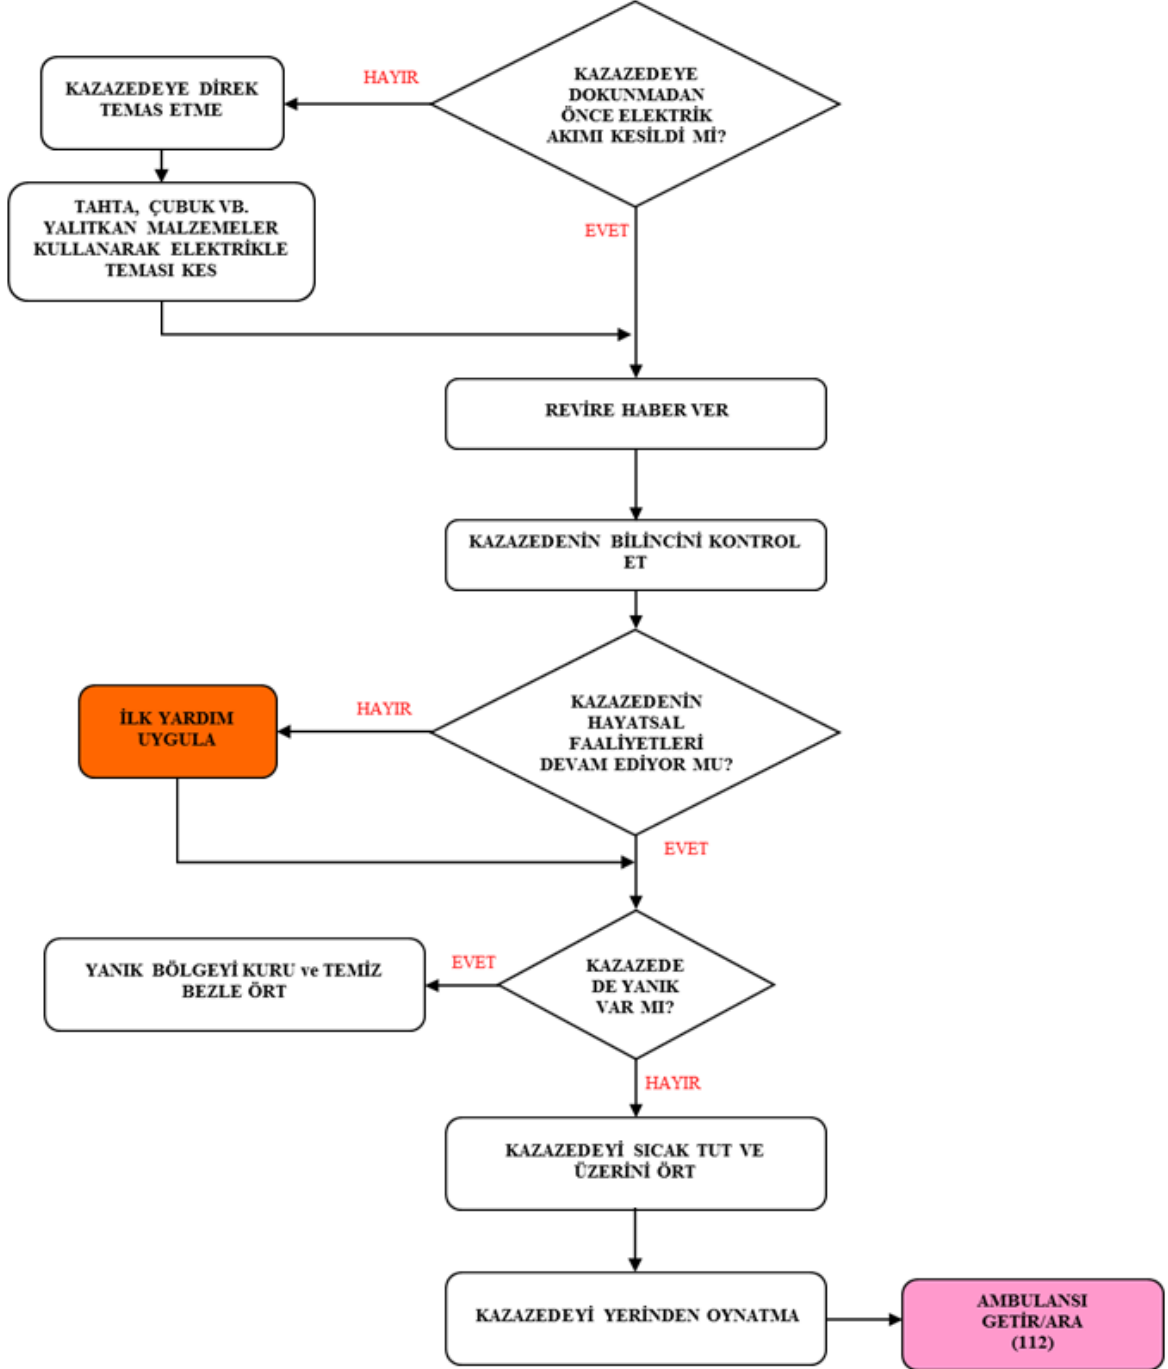 KAZAZEDEYE
DOKUNMADAN
ÖNCE ELEKTRİK
AKIMI KESİLDİ Mİ?
HAYIR
KAZAZEDEYE DİREK
TEMAS ETME
TAHTA, ÇUBUK VB.
YALITKAN MALZEMELER
KULLANARAK ELEKTRİKLE
TEMASI KES
EVET
REVİRE HABER VER
KAZAZEDENİN BİLİNCİNİ KONTROL
ET
KAZAZEDENİN
HAYATSAL
FAALİYETLERİ
DEVAM EDİYOR MU?
HAYIR
İLK YARDIM
UYGULA
EVET
KAZAZEDE
DE YANIK
VAR MI?
EVET
YANIK BÖLGEYİ KURU ve TEMİZ
BEZLE ÖRT
HAYIR
KAZAZEDEYİ SICAK TUT VE
ÜZERİNİ ÖRT
KAZAZEDEYİ YERİNDEN OYNATMA
AMBULANSI
GETİR/ARA
(112)